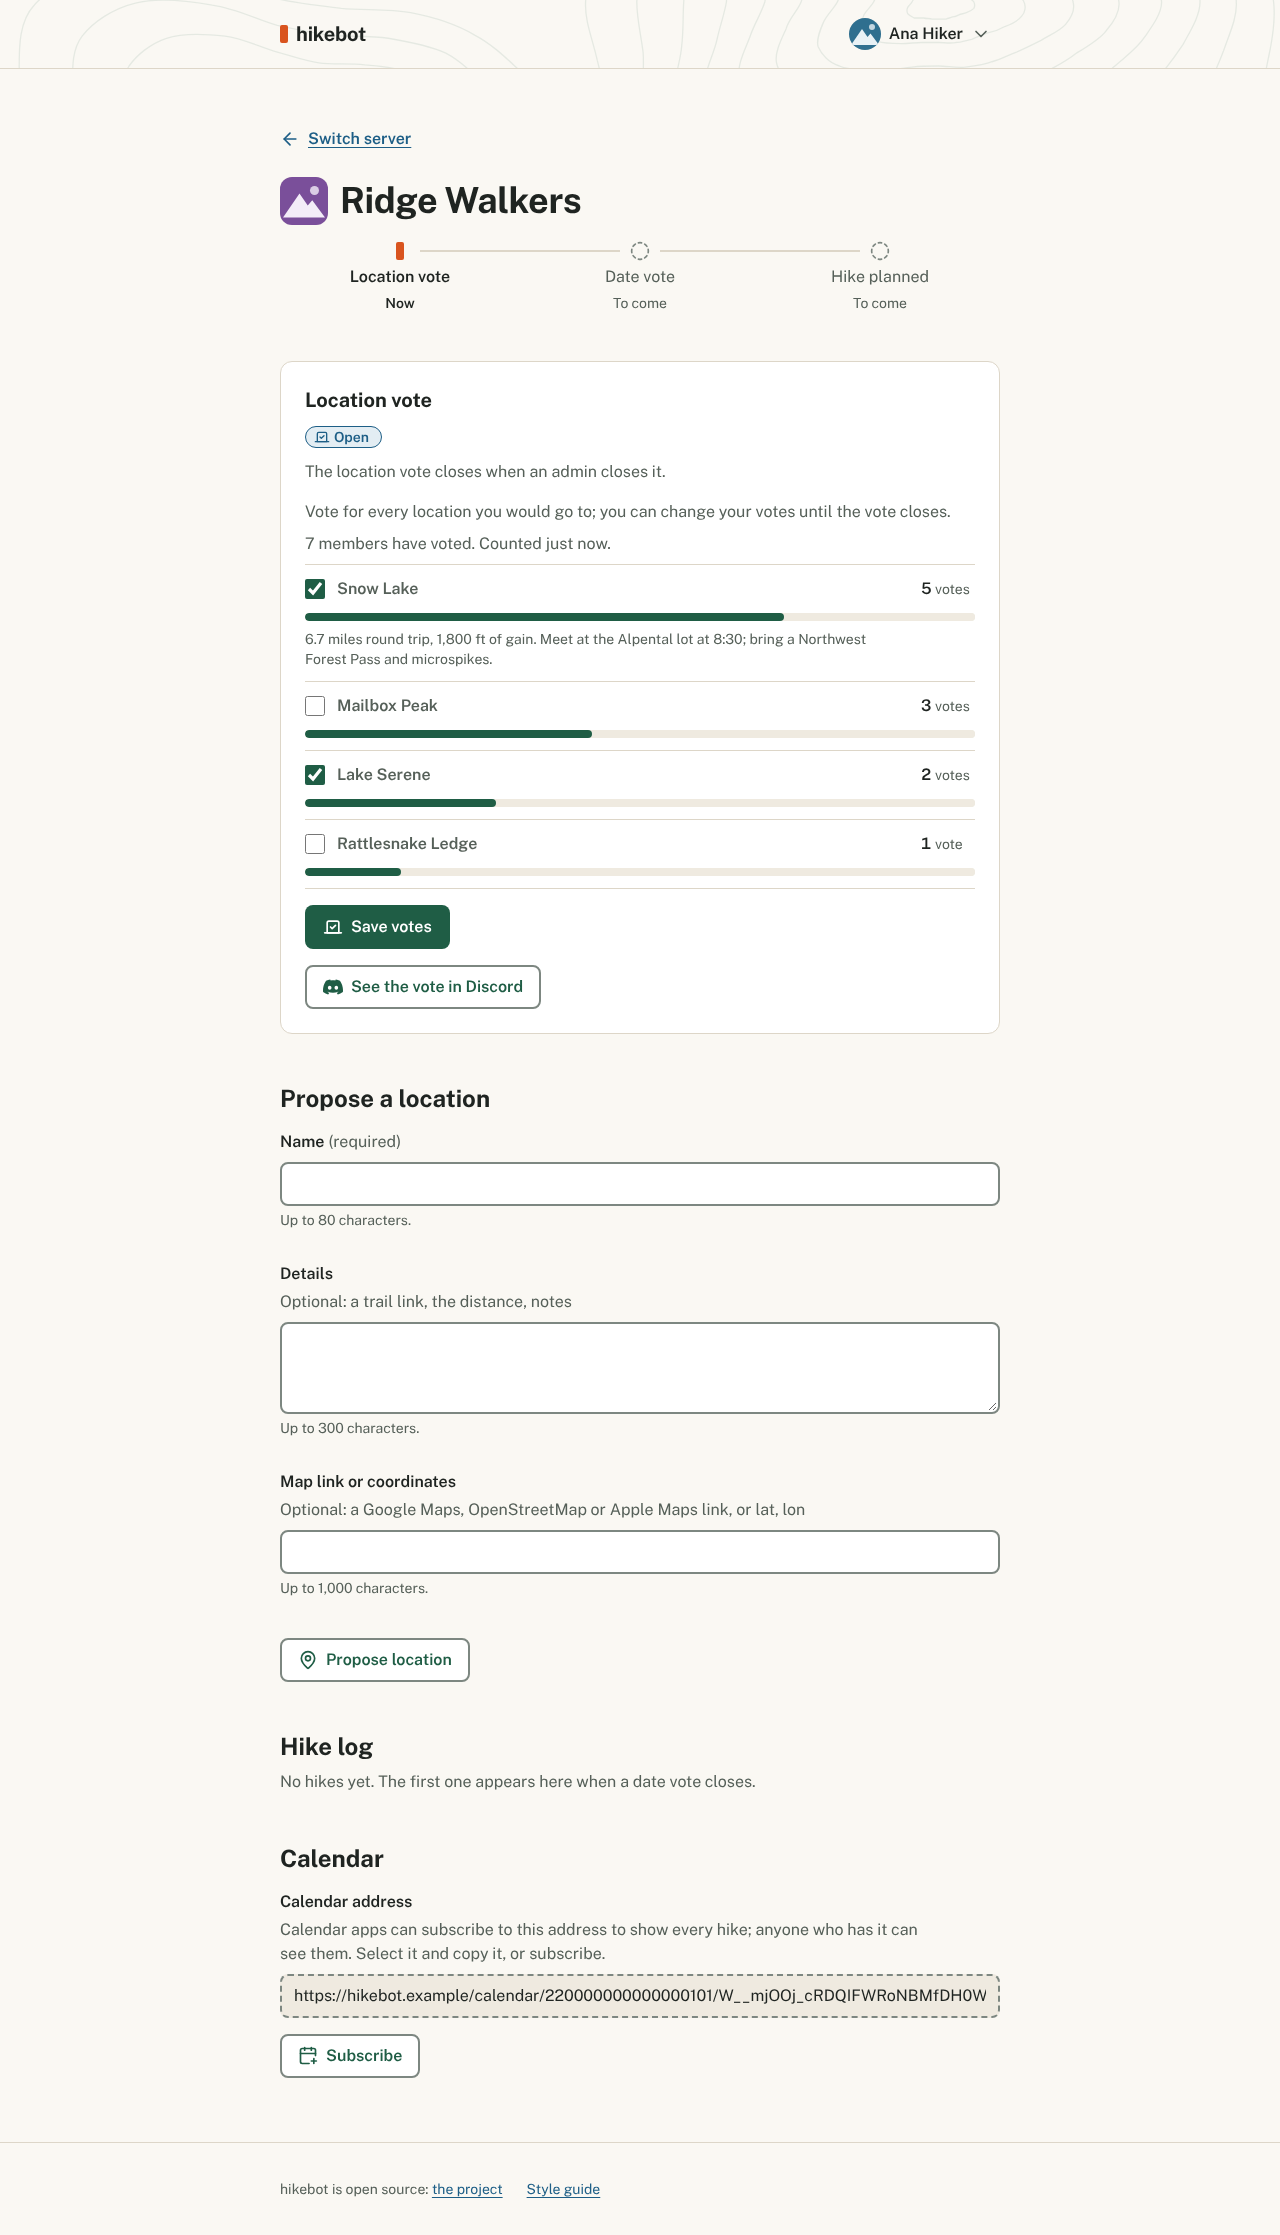 hikebot
Ana Hiker
Switch server
Ridge Walkers
Location vote
Now
Date vote
To come
Hike planned
To come
Location vote
Open
The location vote closes when an admin closes it.
Vote for every location you would go to; you can change your votes until the vote closes.
7 members have voted. Counted just now.
Snow Lake 5 votes
6.7 miles round trip, 1,800 ft of gain. Meet at the Alpental lot at 8:30; bring a Northwest
Forest Pass and microspikes.
Mailbox Peak 3 votes
Lake Serene 2 votes
Rattlesnake Ledge 1 vote
Save votes
See the vote in Discord
Propose a location
Name (required)
Up to 80 characters.
Details
Optional: a trail link, the distance, notes
Up to 300 characters.
Map link or coordinates
Optional: a Google Maps, OpenStreetMap or Apple Maps link, or lat, lon
Up to 1,000 characters.
Propose location
Hike log
No hikes yet. The first one appears here when a date vote closes.
Calendar
Calendar address
Calendar apps can subscribe to this address to show every hike; anyone who has it can
see them. Select it and copy it, or subscribe.
https://hikebot.example/calendar/220000000000000101/W__mjOOj_cRDQIFWRoNBMfDH0W
Subscribe
hikebot is open source: the project Style guide